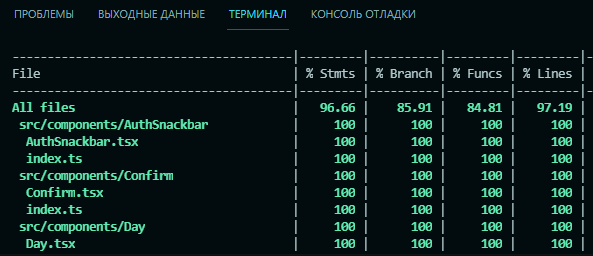 ПРОБЛЕМЫ ВЫХОДНЫЕ ДАННЫЕ ТЕРМИНАЛ КОНСОЛЬ ОТЛАДКИ
---------------------------------------|---------|----------|---------|---------|
File | % Stmts | % Branch | % Funcs | % Lines |
---------------------------------------|---------|----------|---------|---------|
All files | 96.66 | 85.91 | 84.81 | 97.19 |
src/components/AuthSnackbar | 100 | 100 | 100 | 100 |
AuthSnackbar.tsx | 100 | 100 | 100 | 100 |
index.ts | 100 | 100 | 100 | 100 |
src/components/Confirm | 100 | 100 | 100 | 100 |
Confirm.tsx | 100 | 100 | 100 | 100 |
index.ts | 100 | 100 | 100 | 100 |
src/components/Day | 100 | 100 | 100 | 100 |
Day.tsx | 100 | 100 | 100 | 100 |